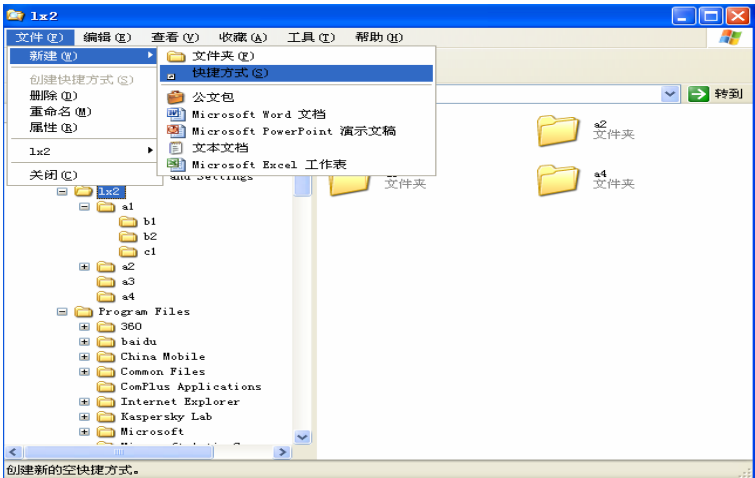 lx2
文件(F) 编辑(E) 查看(V) 收藏(A) 工具(T) 帮助(H)
新建(W)
创建快捷方式(S)
删除(D)
重命名(M)
属性(R)
lx2
关闭(C)
文件夹(F)
快捷方式(S)
公文包
Microsoft Word 文档
Microsoft PowerPoint 演示文稿
文本文档
Microsoft Excel 工作表
转到
and Settings
lx2
a1
b1
b2
c1
a2
a3
a4
Program Files
360
baidu
China Mobile
Common Files
ComPlus Applications
Internet Explorer
Kaspersky Lab
Microsoft
a2
文件夹
文件夹
a4
文件夹
创建新的空快捷方式。